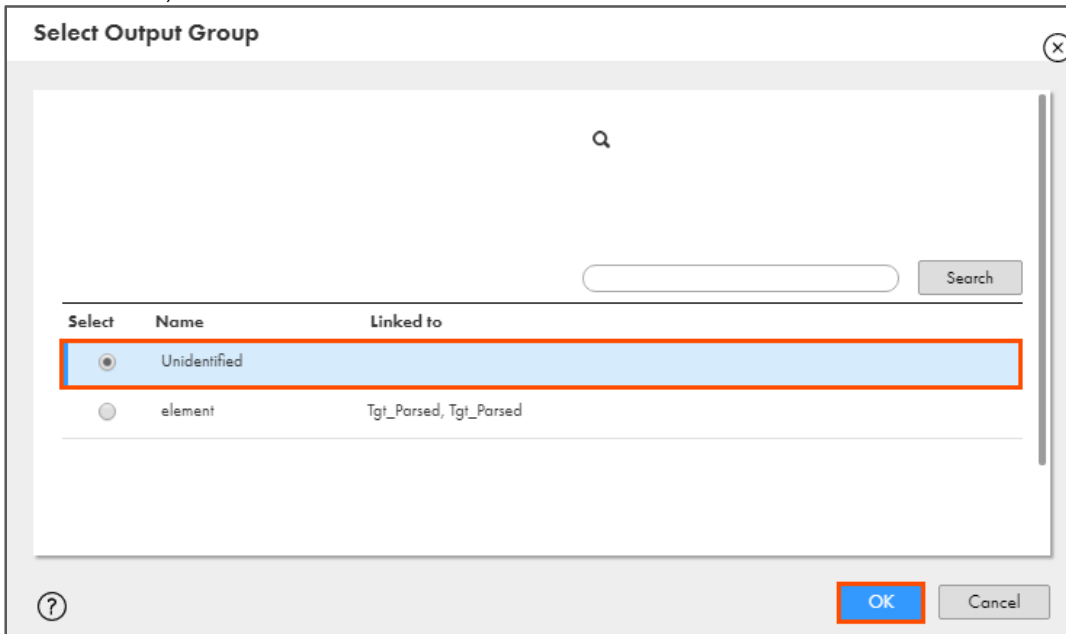 Select Output Group
Search
Select Name Linked to
Unidentified
element Tgt_Parsed, Tgt_Parsed
OK Cancel